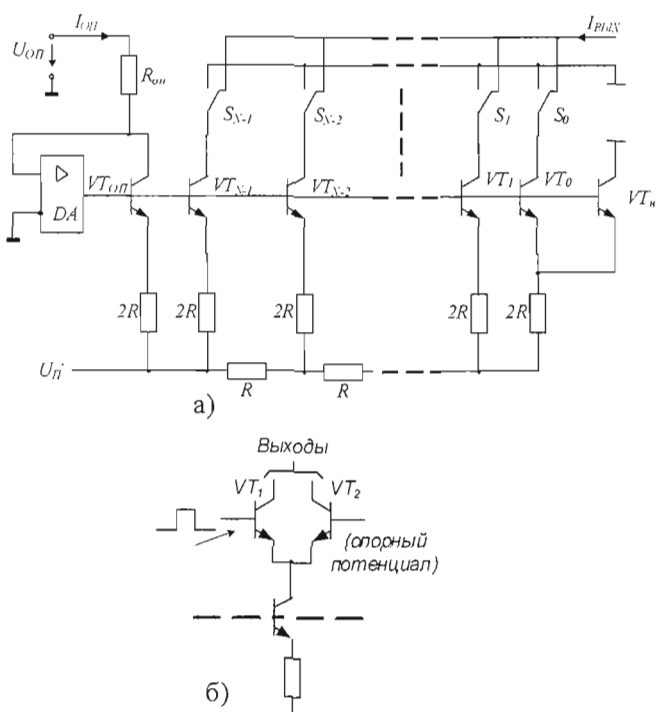 I_ОП
I_ВЫХ
U_ОП
R_оп
S_N-1
S_N-2
S_1
S_0
DA
VT_ОП
VT_N-1
VT_N-2
VT_1
VT_0
VT_н
2R
2R
2R
2R
2R
U_П
R
R
а)
Выходы
VT_1
VT_2
(опорный
потенциал)
б)